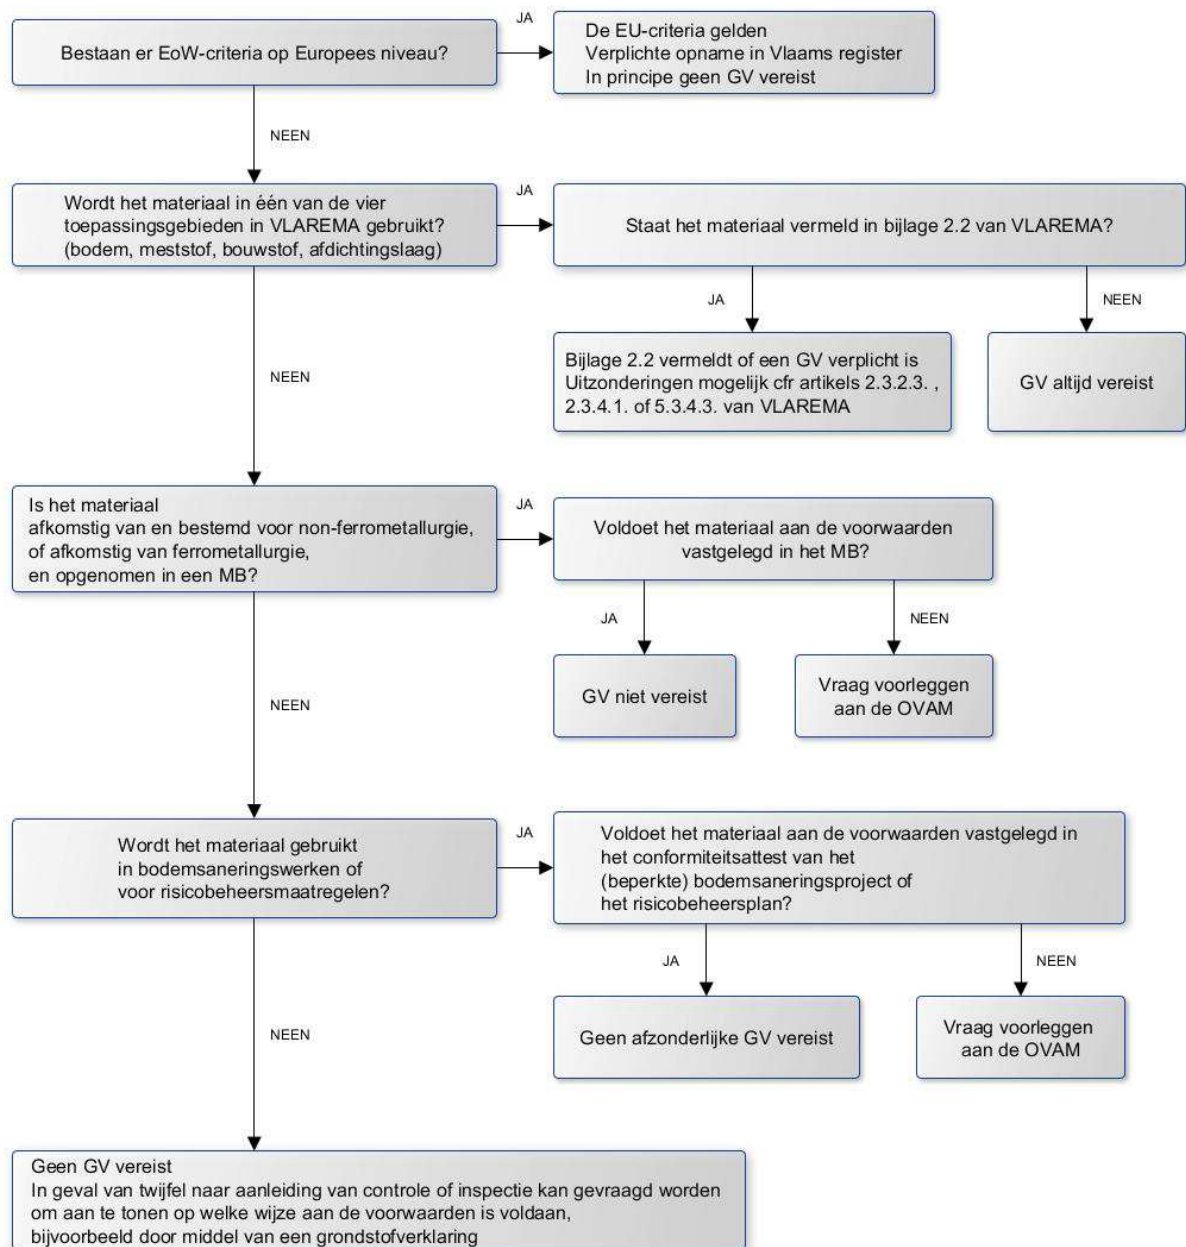 Bestaan er EoW-criteria op Europees niveau?
JA
De EU-criteria gelden
Verplichte opname in Vlaams register
In principe geen GV vereist
NEEN
Wordt het materiaal in één van de vier
toepassingsgebieden in VLAREMA gebruikt?
(bodem, meststof, bouwstof, afdichtingslaag)
JA
Staat het materiaal vermeld in bijlage 2.2 van VLAREMA?
JA
NEEN
Bijlage 2.2 vermeldt of een GV verplicht is
Uitzonderingen mogelijk cfr artikels 2.3.2.3. ,
2.3.4.1. of 5.3.4.3. van VLAREMA
GV altijd vereist
NEEN
Is het materiaal
afkomstig van en bestemd voor non-ferrometallurgie,
of afkomstig van ferrometallurgie,
en opgenomen in een MB?
JA
Voldoet het materiaal aan de voorwaarden
vastgelegd in het MB?
JA
NEEN
GV niet vereist
Vraag voorleggen
aan de OVAM
NEEN
Wordt het materiaal gebruikt
in bodemsaneringswerken of
voor risicobeheersmaatregelen?
JA
Voldoet het materiaal aan de voorwaarden vastgelegd in
het conformiteitsattest van het
(beperkte) bodemsaneringsproject of
het risicobeheersplan?
JA
NEEN
Geen afzonderlijke GV vereist
Vraag voorleggen
aan de OVAM
NEEN
Geen GV vereist
In geval van twijfel naar aanleiding van controle of inspectie kan gevraagd worden
om aan te tonen op welke wijze aan de voorwaarden is voldaan,
bijvoorbeeld door middel van een grondstofverklaring